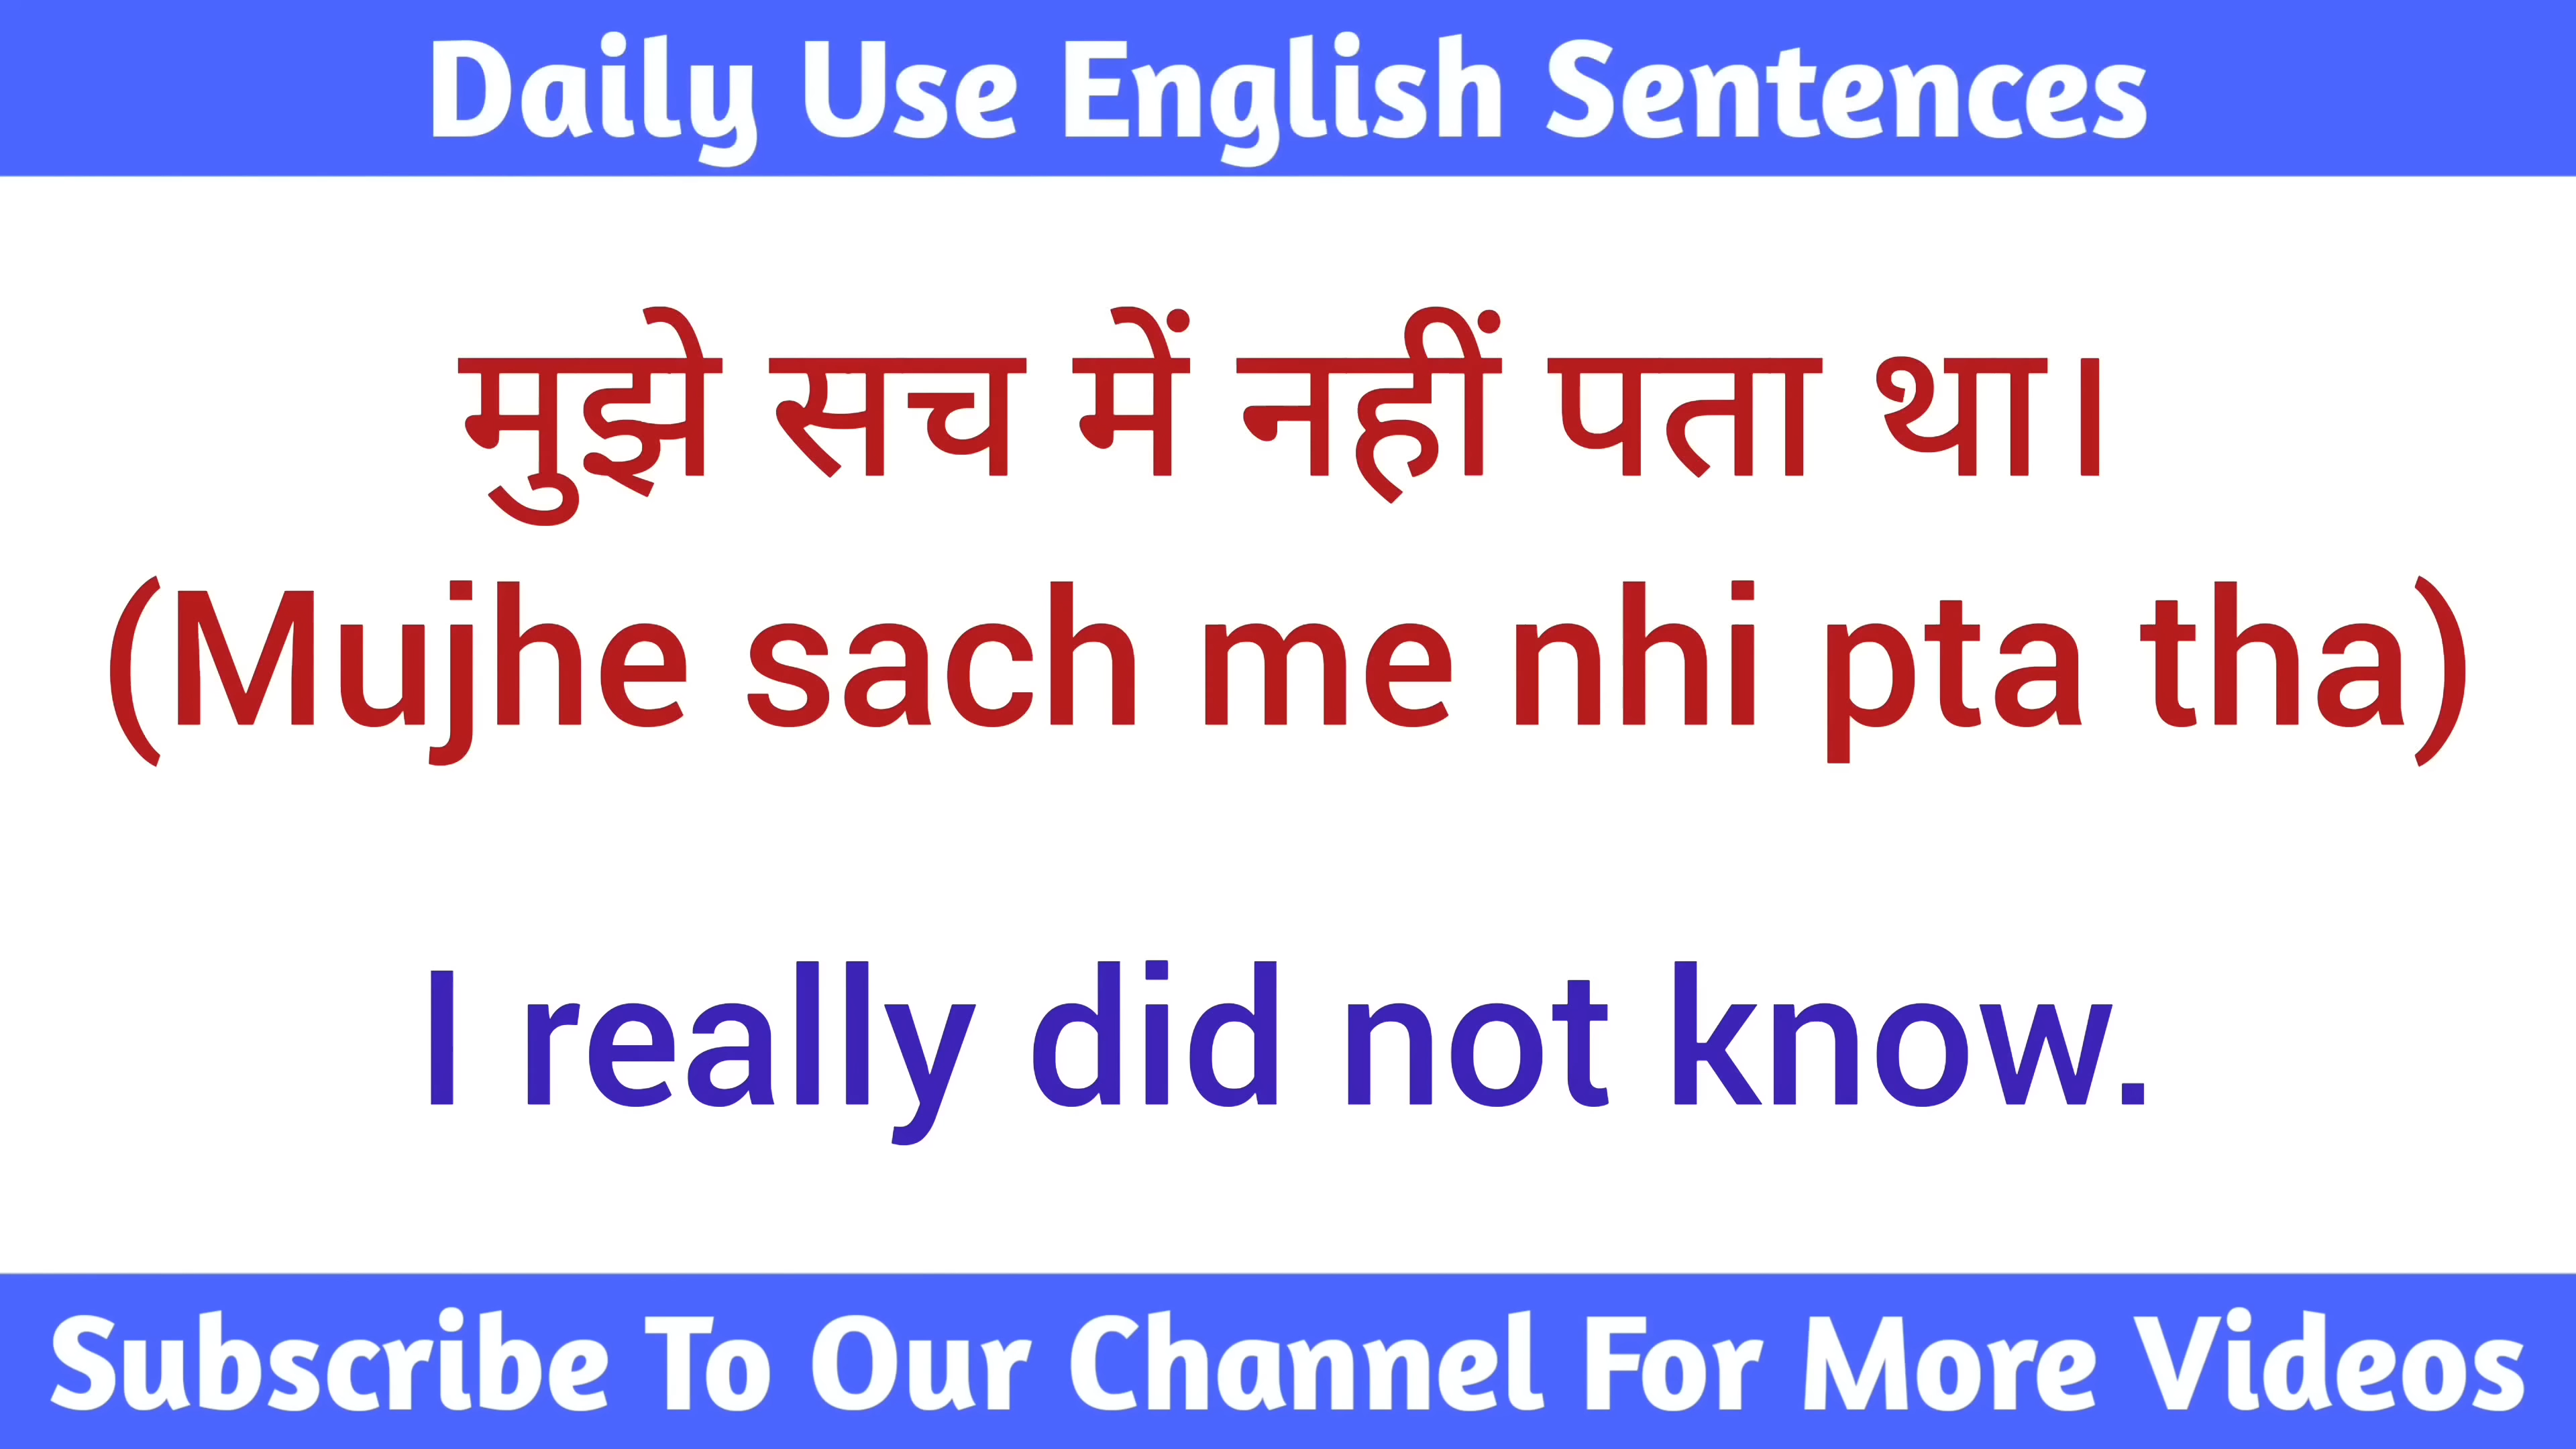 Daily Use English Sentences
मुझे सच में नहीं पता था।
(Mujhe sach me nhi pta tha)
I really did not know.
Subscribe To Our Channel For More Videos